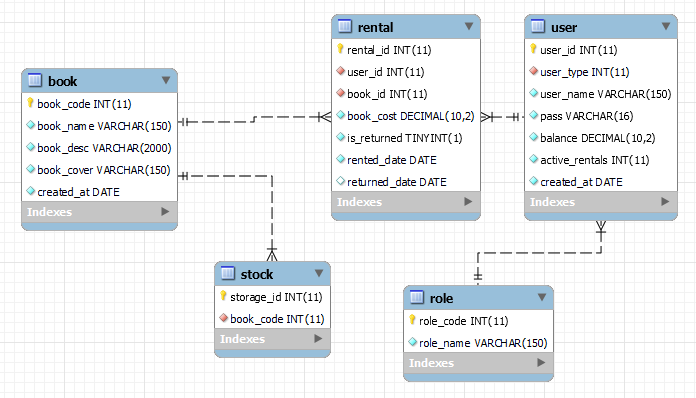 book
book_code INT(11)
book_name VARCHAR(150)
book_desc VARCHAR(2000)
book_cover VARCHAR(150)
created_at DATE
Indexes
rental
rental_id INT(11)
user_id INT(11)
book_id INT(11)
book_cost DECIMAL(10,2)
is_returned TINYINT(1)
rented_date DATE
returned_date DATE
Indexes
user
user_id INT(11)
user_type INT(11)
user_name VARCHAR(150)
pass VARCHAR(16)
balance DECIMAL(10,2)
active_rentals INT(11)
created_at DATE
Indexes
stock
storage_id INT(11)
book_code INT(11)
Indexes
role
role_code INT(11)
role_name VARCHAR(150)
Indexes